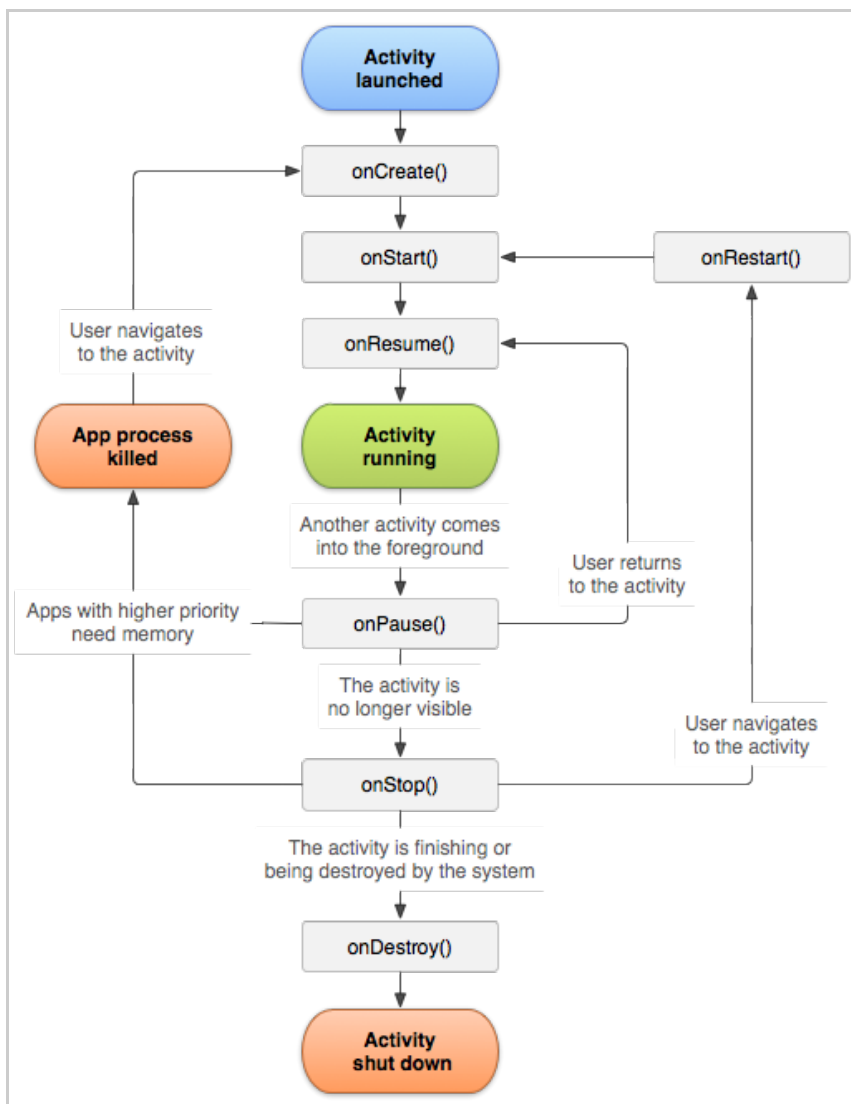 Activity
launched
onCreate()
onStart()
onRestart()
User navigates
to the activity
onResume()
App process
killed
Activity
running
Another activity comes
into the foreground
User returns
to the activity
Apps with higher priority
need memory
onPause()
The activity is
no longer visible
User navigates
to the activity
onStop()
The activity is finishing or
being destroyed by the system
onDestroy()
Activity
shut down